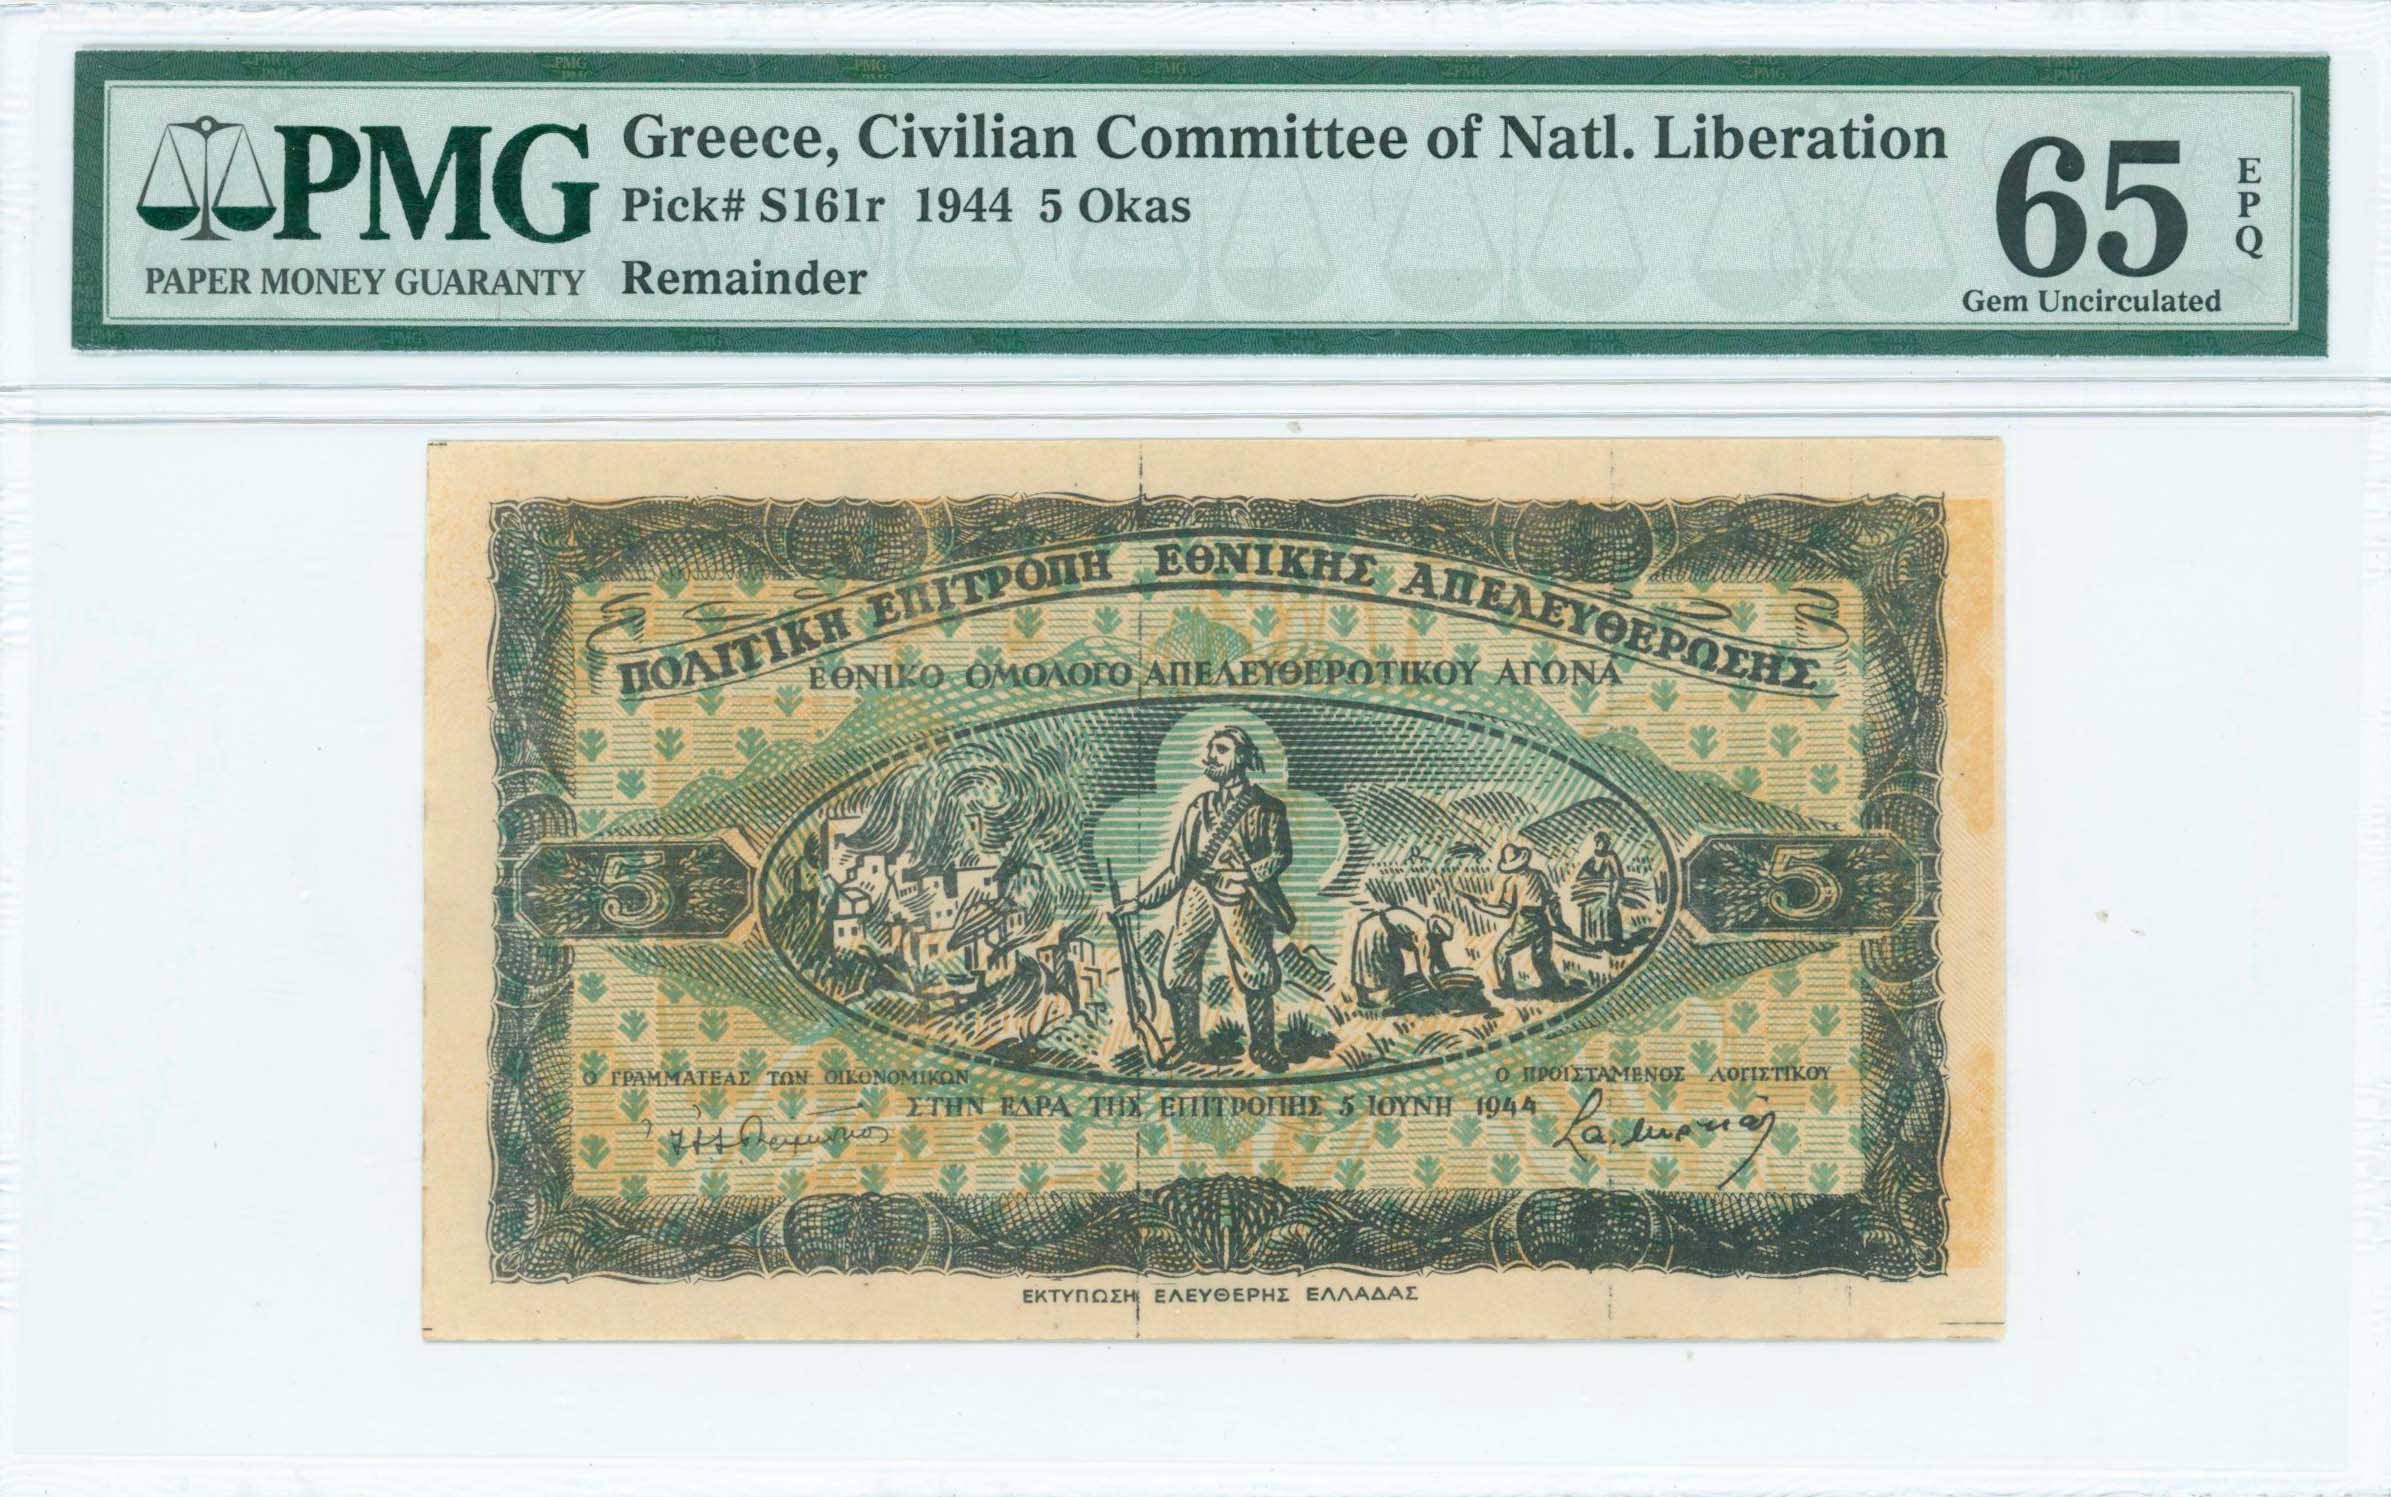 PMG
PAPER MONEY GUARANTY
Greece, Civilian Committee of Natl. Liberation
Pick# S161r 1944 5 Okas
Remainder
65
EPQ
Gem Uncirculated
ΠΟΛΙΤΙΚΗ ΕΠΙΤΡΟΠΗ ΕΘΝΙΚΗΣ ΑΠΕΛΕΥΘΕΡΩΣΗΣ
ΕΘΝΙΚΟ ΟΜΟΛΟΓΟ ΑΠΕΛΕΥΘΕΡΩΤΙΚΟΥ ΑΓΩΝΑ
5 5
Ο ΓΡΑΜΜΑΤΕΑΣ ΤΩΝ ΟΙΚΟΝΟΜΙΚΩΝ
Ο ΠΡΟΙΣΤΑΜΕΝΟΣ ΛΟΓΙΣΤΙΚΟΥ
ΣΤΗΝ ΕΔΡΑ ΤΗΣ ΕΠΙΤΡΟΠΗΣ 5 ΙΟΥΝΗ 1944
ΕΚΤΥΠΩΣΗ ΕΛΕΥΘΕΡΗΣ ΕΛΛΑΔΑΣ